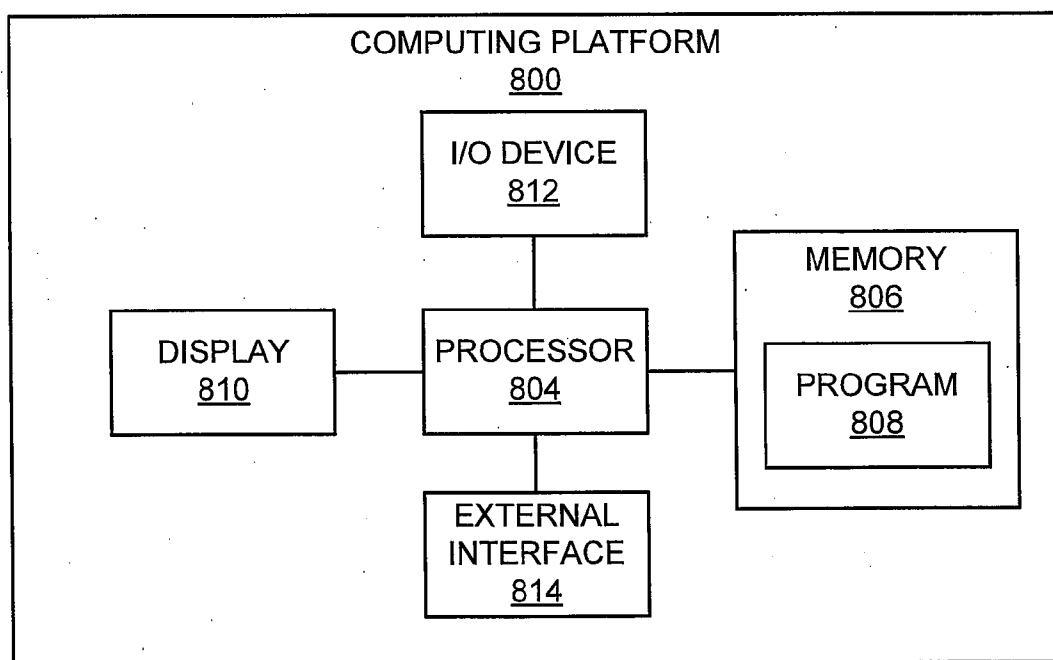 COMPUTING PLATFORM
800
I/O DEVICE
812
MEMORY
806
DISPLAY
810
PROCESSOR
804
PROGRAM
808
EXTERNAL
INTERFACE
814